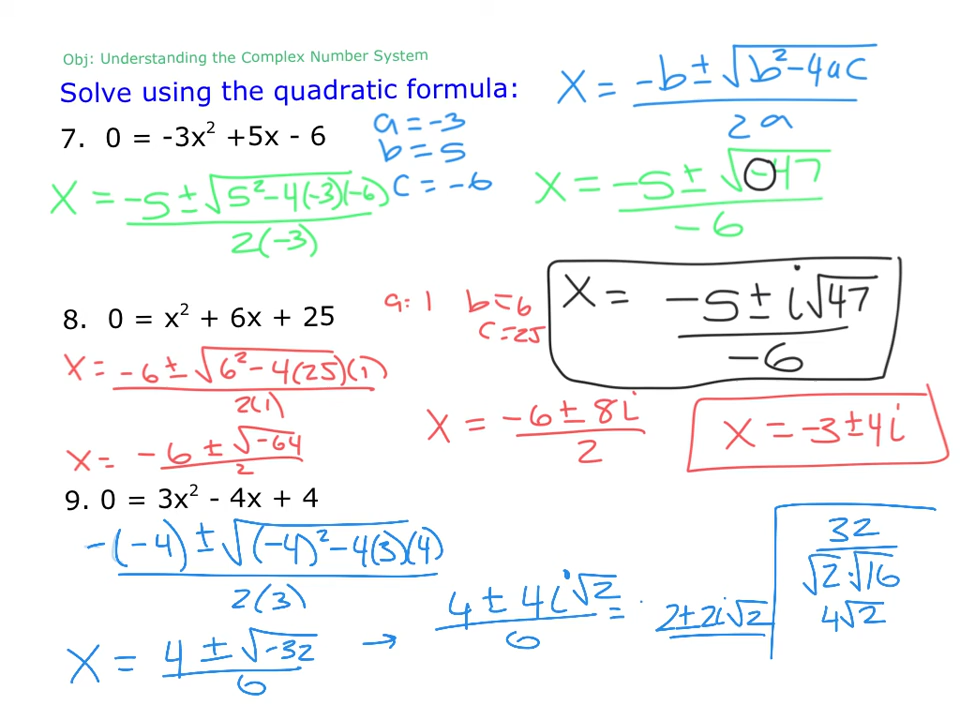 Obj: Understanding the Complex Number System
Solve using the quadratic formula:
x = -b ± √b² - 4ac / 2a
7. 0 = -3x² +5x - 6
a = -3
b = 5
c = -6
x = -5 ± √5² - 4(-3)(-6) / 2(-3)
x = -5 ± √-47 / -6
x = -5 ± i√47 / -6
8. 0 = x² + 6x + 25
a: 1 b = 6
c = 25
x = -6 ± √6² - 4(25)(1) / 2(1)
x = -6 ± √-64 / 2
x = -6 ± 8i / 2
x = -3 ± 4i
9. 0 = 3x² - 4x + 4
-(-4) ± √(-4)² - 4(3)(4) / 2(3)
x = 4 ± √-32 / 6
→ 4 ± 4i√2 / 6 = 2 ± 2i√2
32
√2 · √16
4√2